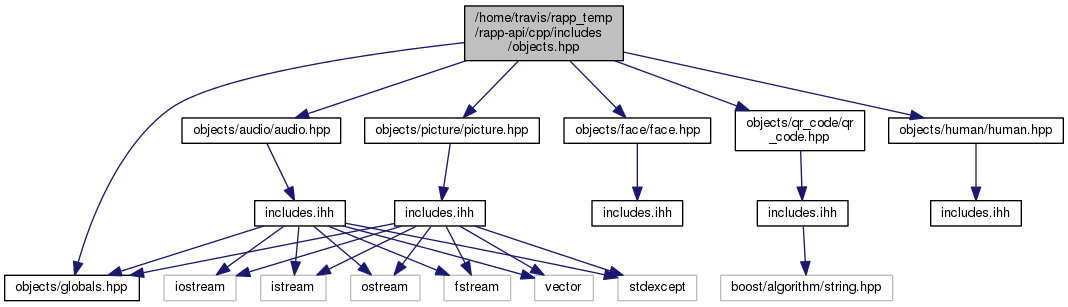 /home/travis/rapp_temp
/rapp-api/cpp/includes
/objects.hpp
objects/audio/audio.hpp
objects/picture/picture.hpp
objects/face/face.hpp
objects/qr_code/qr
_code.hpp
objects/human/human.hpp
includes.ihh
includes.ihh
includes.ihh
includes.ihh
includes.ihh
objects/globals.hpp
iostream
istream
ostream
fstream
vector
stdexcept
boost/algorithm/string.hpp